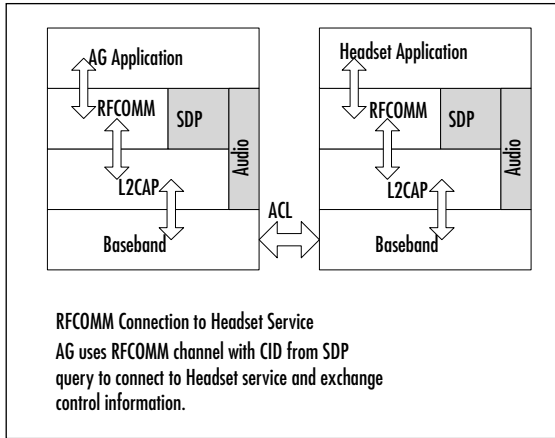 AG Application
RFCOMM
SDP
Audio
L2CAP
Baseband
ACL
Headset Application
RFCOMM
SDP
Audio
L2CAP
Baseband
RFCOMM Connection to Headset Service
AG uses RFCOMM channel with CID from SDP
query to connect to Headset service and exchange
control information.